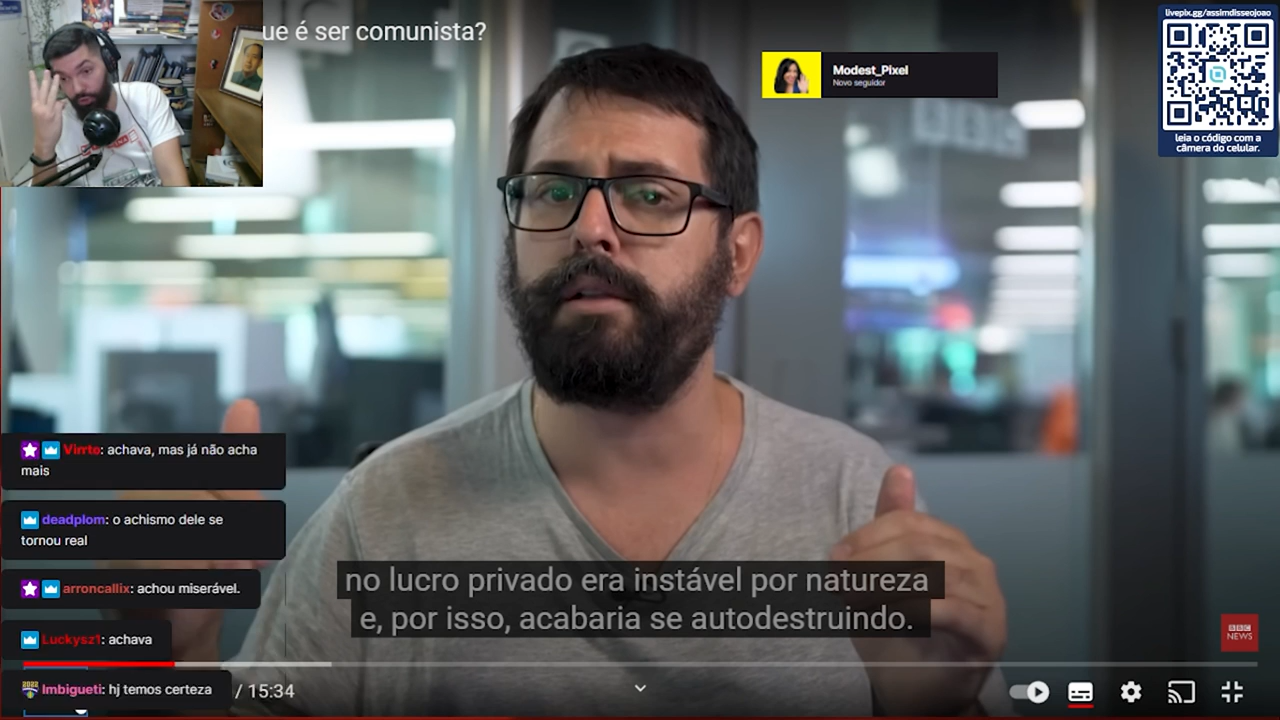 ue é ser comunista?
Modest_Pixel
Novo seguidor
livepix.gg/assimdissejoao
leia o código com a
câmera do celular.
Virrto: achava, mas já não acha
mais
deadplom: o achismo dele se
tornou real
arroncallix: achou miserável.
Luckysz1: achava
Imbigueti: hj temos certeza
no lucro privado era instável por natureza
e, por isso, acabaria se autodestruindo.
BBC
NEWS
/ 15:34